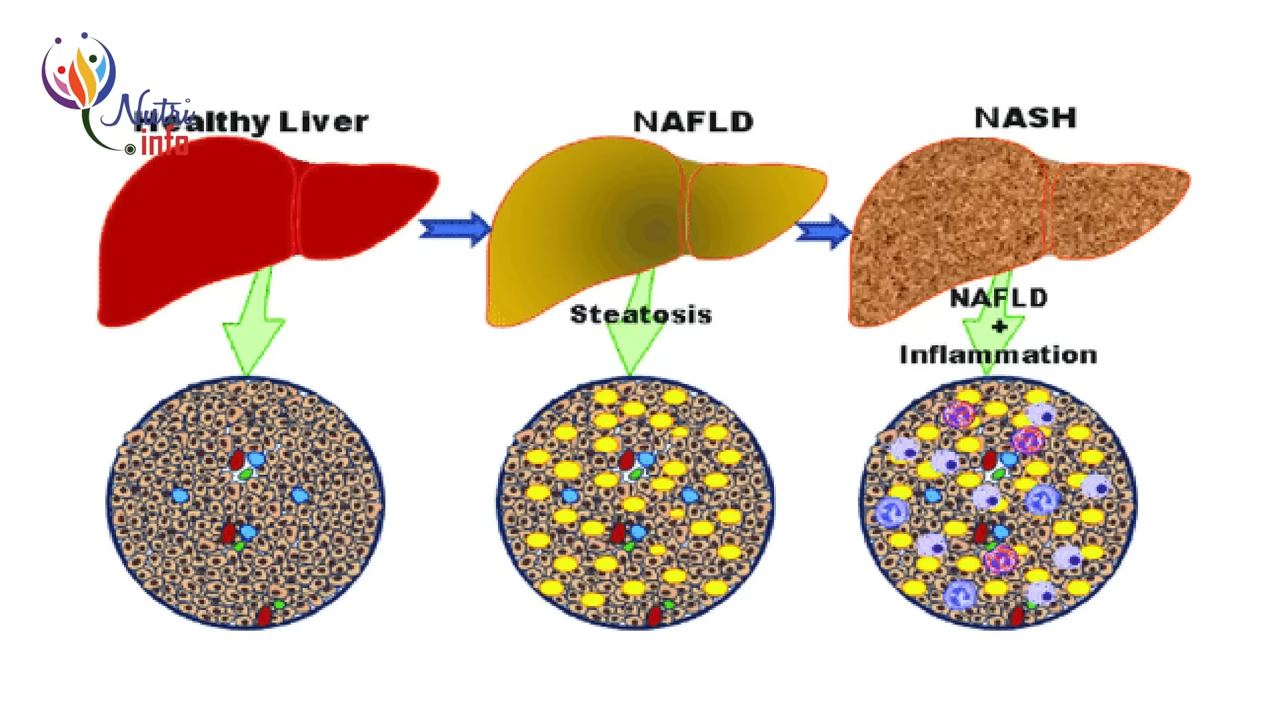 Nutri
info
Healthy Liver
NAFLD
NASH
Steatosis
NAFLD
+
Inflammation